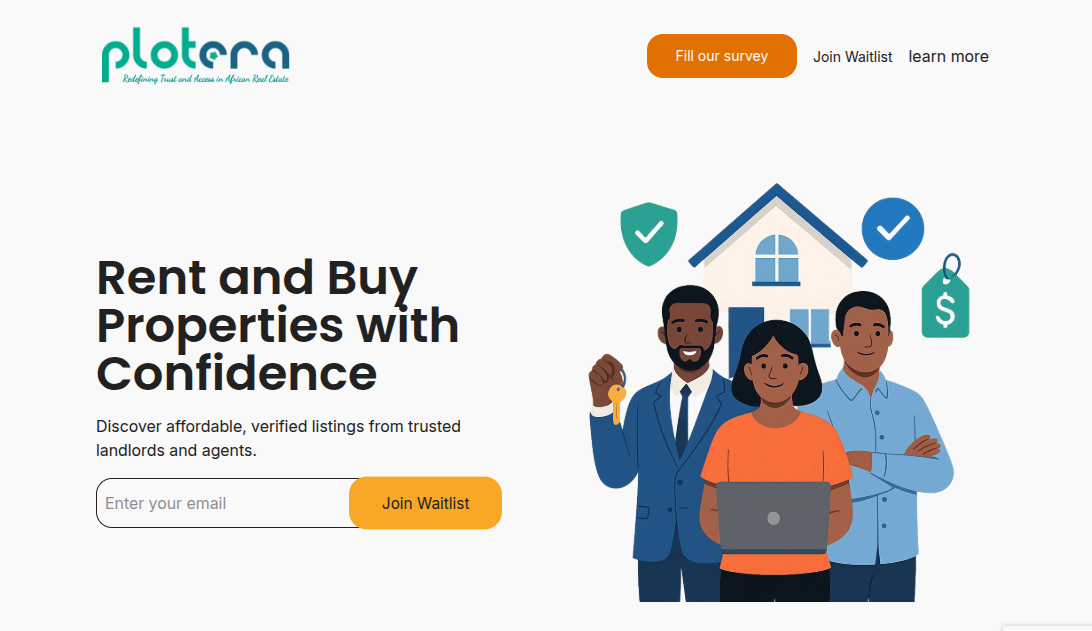 plotera
Redefining Trust and Access in African Real Estate
Fill our survey
Join Waitlist
learn more
Rent and Buy
Properties with
Confidence
Discover affordable, verified listings from trusted
landlords and agents.
Enter your email
Join Waitlist
$